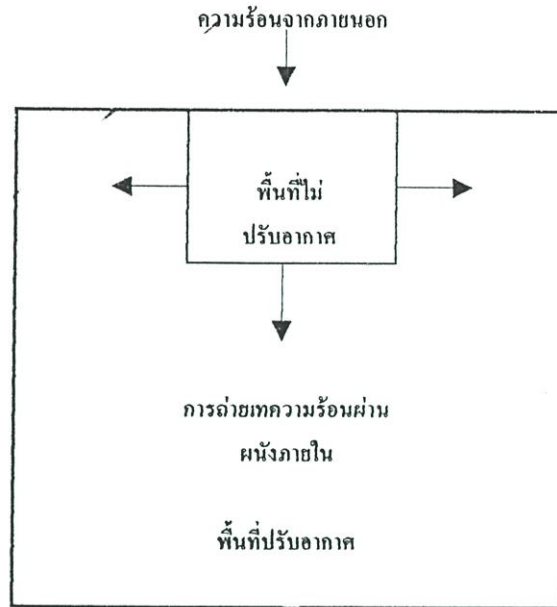 ความร้อนจากภายนอก
พื้นที่ไม่
ปรับอากาศ
การถ่ายเทความร้อนผ่าน
ผนังภายใน
พื้นที่ปรับอากาศ